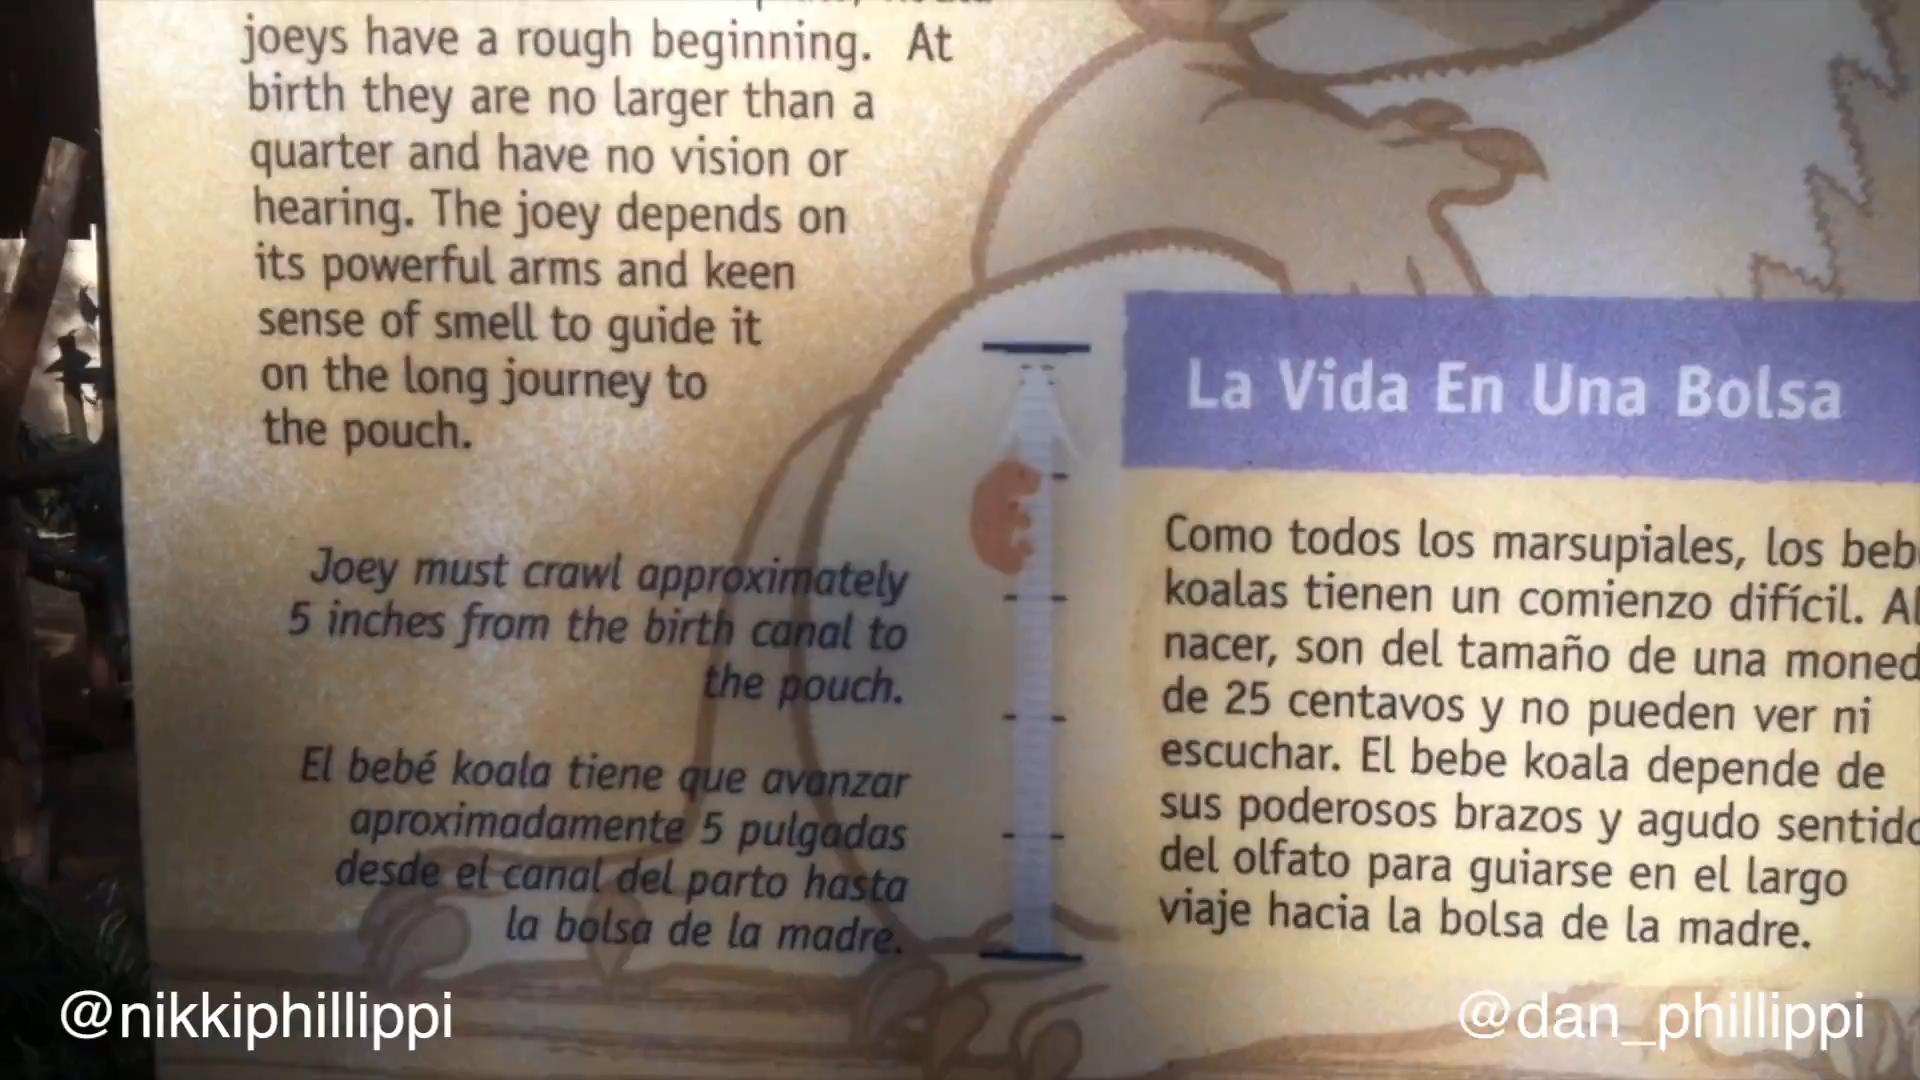 joeys have a rough beginning. At
birth they are no larger than a
quarter and have no vision or
hearing. The joey depends on
its powerful arms and keen
sense of smell to guide it
on the long journey to
the pouch.
Joey must crawl approximately
5 inches from the birth canal to
the pouch.
El bebé koala tiene que avanzar
aproximadamente 5 pulgadas
desde el canal del parto hasta
la bolsa de la madre.
La Vida En Una Bolsa
Como todos los marsupiales, los beb
koalas tienen un comienzo difícil. Al
nacer, son del tamaño de una moned
de 25 centavos y no pueden ver ni
escuchar. El bebe koala depende de
sus poderosos brazos y agudo sentido
del olfato para guiarse en el largo
viaje hacia la bolsa de la madre.
@nikkiphillippi
@dan_phillippi